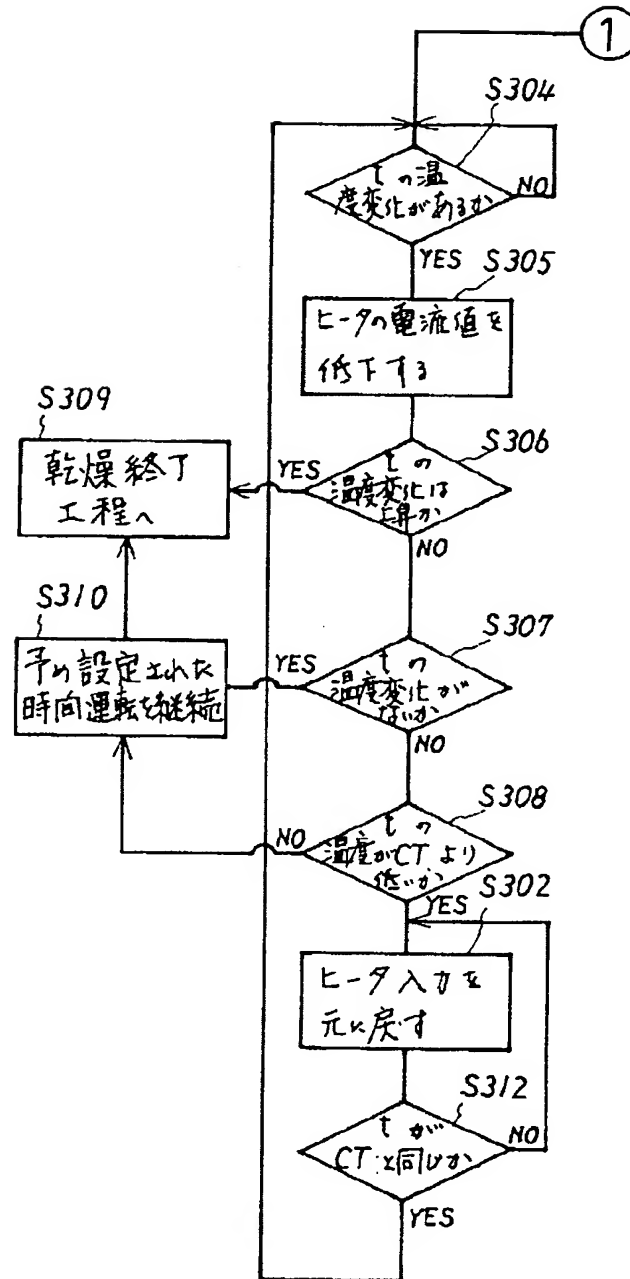 1
S304
tの温
度変化があるか
NO
YES
S305
ヒータの電流値を
低下する
S309
乾燥終了
工程へ
S306
YES
tの
温度変化は
上昇か
NO
S310
予め設定された
時間運転を継続
S307
YES
tの
温度変化が
ないか
NO
S308
NO
tの
温度がCTより
低いか
YES
S302
ヒータ入力を
元に戻す
S312
tが
CTと同じか
NO
YES